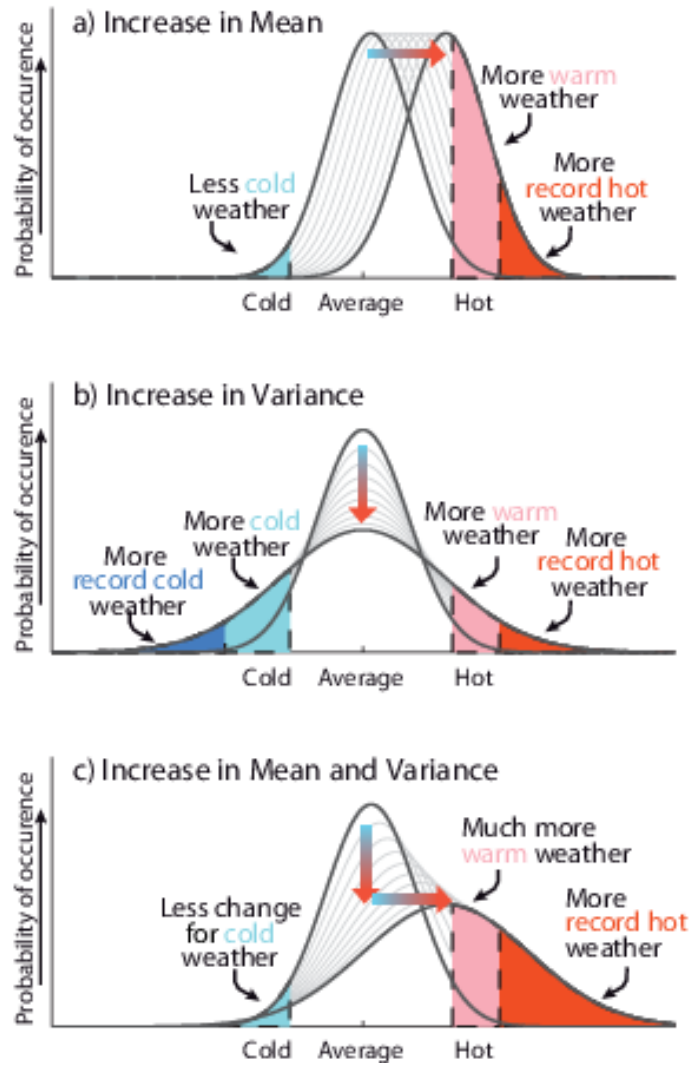 a) Increase in Mean
Probability of occurence
More warm
weather
More
record hot
weather
Less cold
weather
Cold
Average
Hot
b) Increase in Variance
Probability of occurence
More cold
weather
More
record cold
weather
More warm
weather
More
record hot
weather
Cold
Average
Hot
c) Increase in Mean and Variance
Probability of occurence
Much more
warm weather
Less change
for cold
weather
More
record hot
weather
Cold
Average
Hot